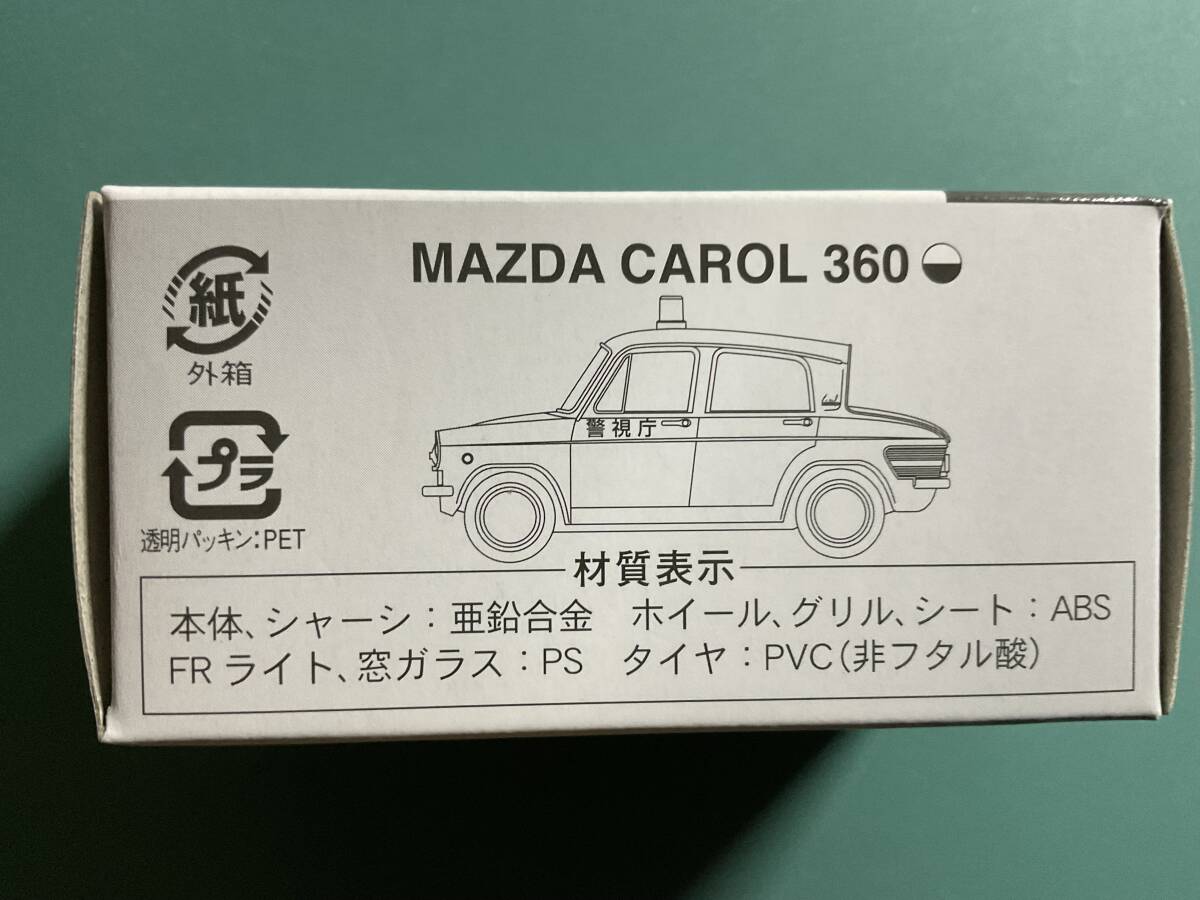 MAZDA CAROL 360
紙
外箱
プラ
透明パッキン:PET
警視庁
材質表示
本体、シャーシ:亜鉛合金 ホイール、グリル、シート:ABS
FRライト、窓ガラス:PS タイヤ:PVC(非フタル酸)